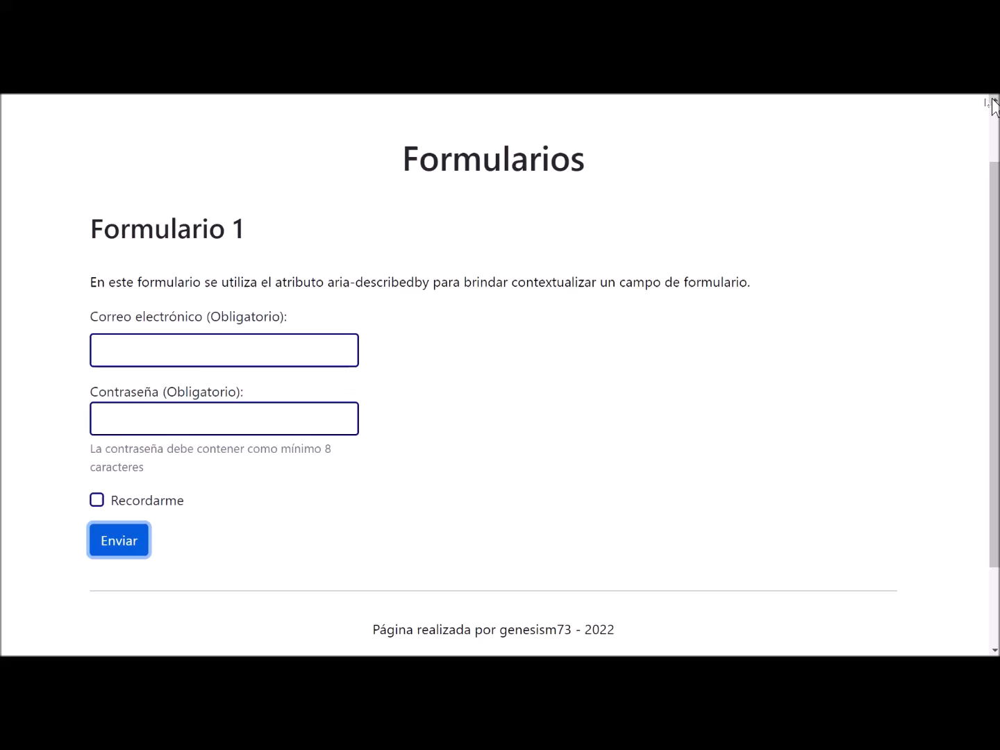 Formularios
Formulario 1
En este formulario se utiliza el atributo aria-describedby para brindar contextualizar un campo de formulario.
Correo electrónico (Obligatorio):
Contraseña (Obligatorio):
La contraseña debe contener como mínimo 8
caracteres
Recordarme
Enviar
Página realizada por genesism73 - 2022